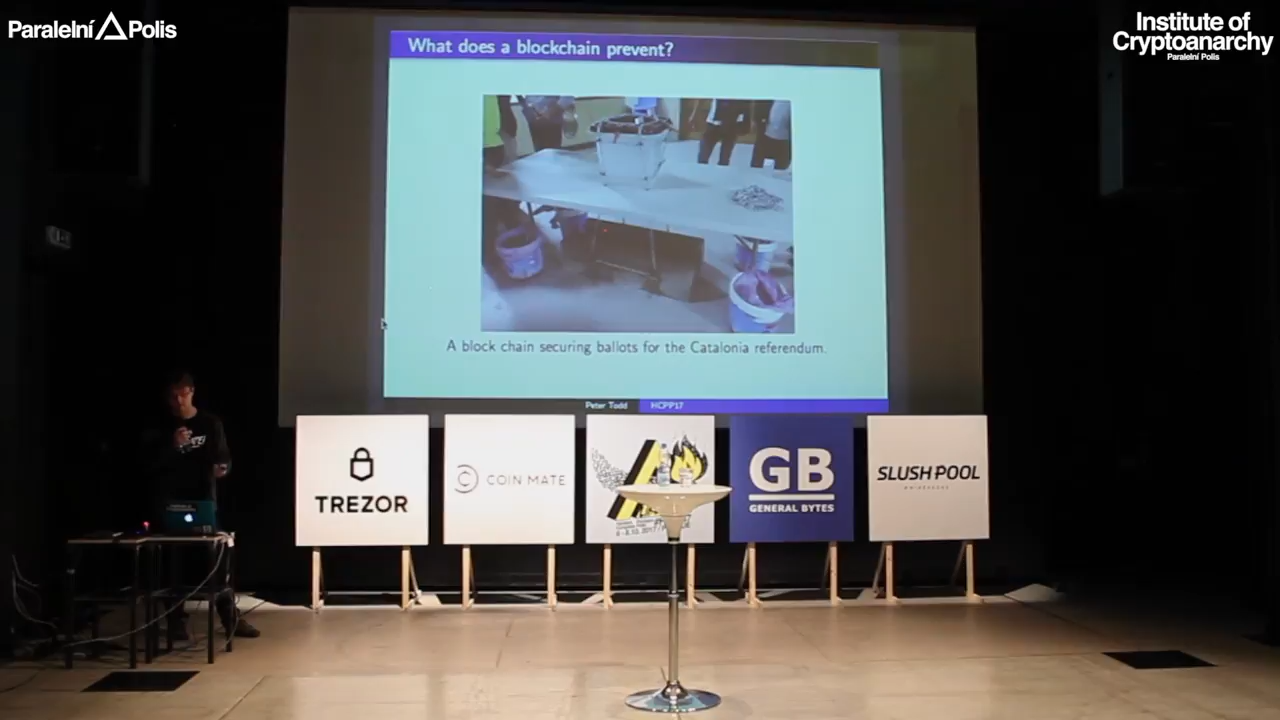 Paralelní Polis
Institute of
Cryptoanarchy
Paralelní Polis
What does a blockchain prevent?
A block chain securing ballots for the Catalonia referendum.
Peter Todd
HCPP17
TREZOR
COIN MATE
GB
GENERAL BYTES
SLUSH POOL